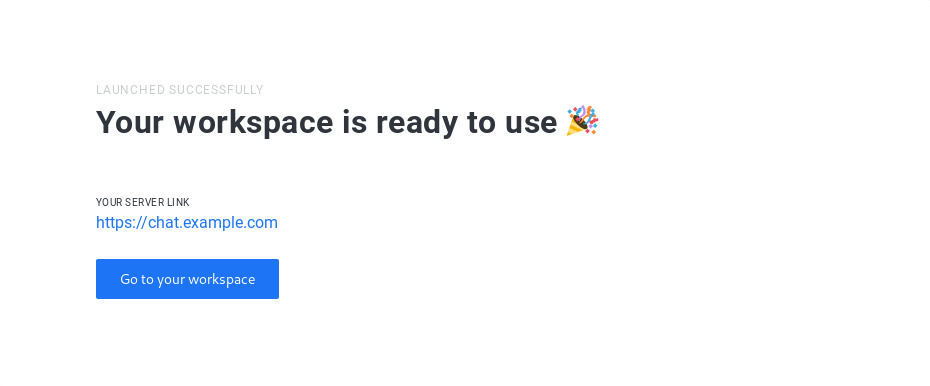 LAUNCHED SUCCESSFULLY
Your workspace is ready to use 🎉
YOUR SERVER LINK
https://chat.example.com
Go to your workspace